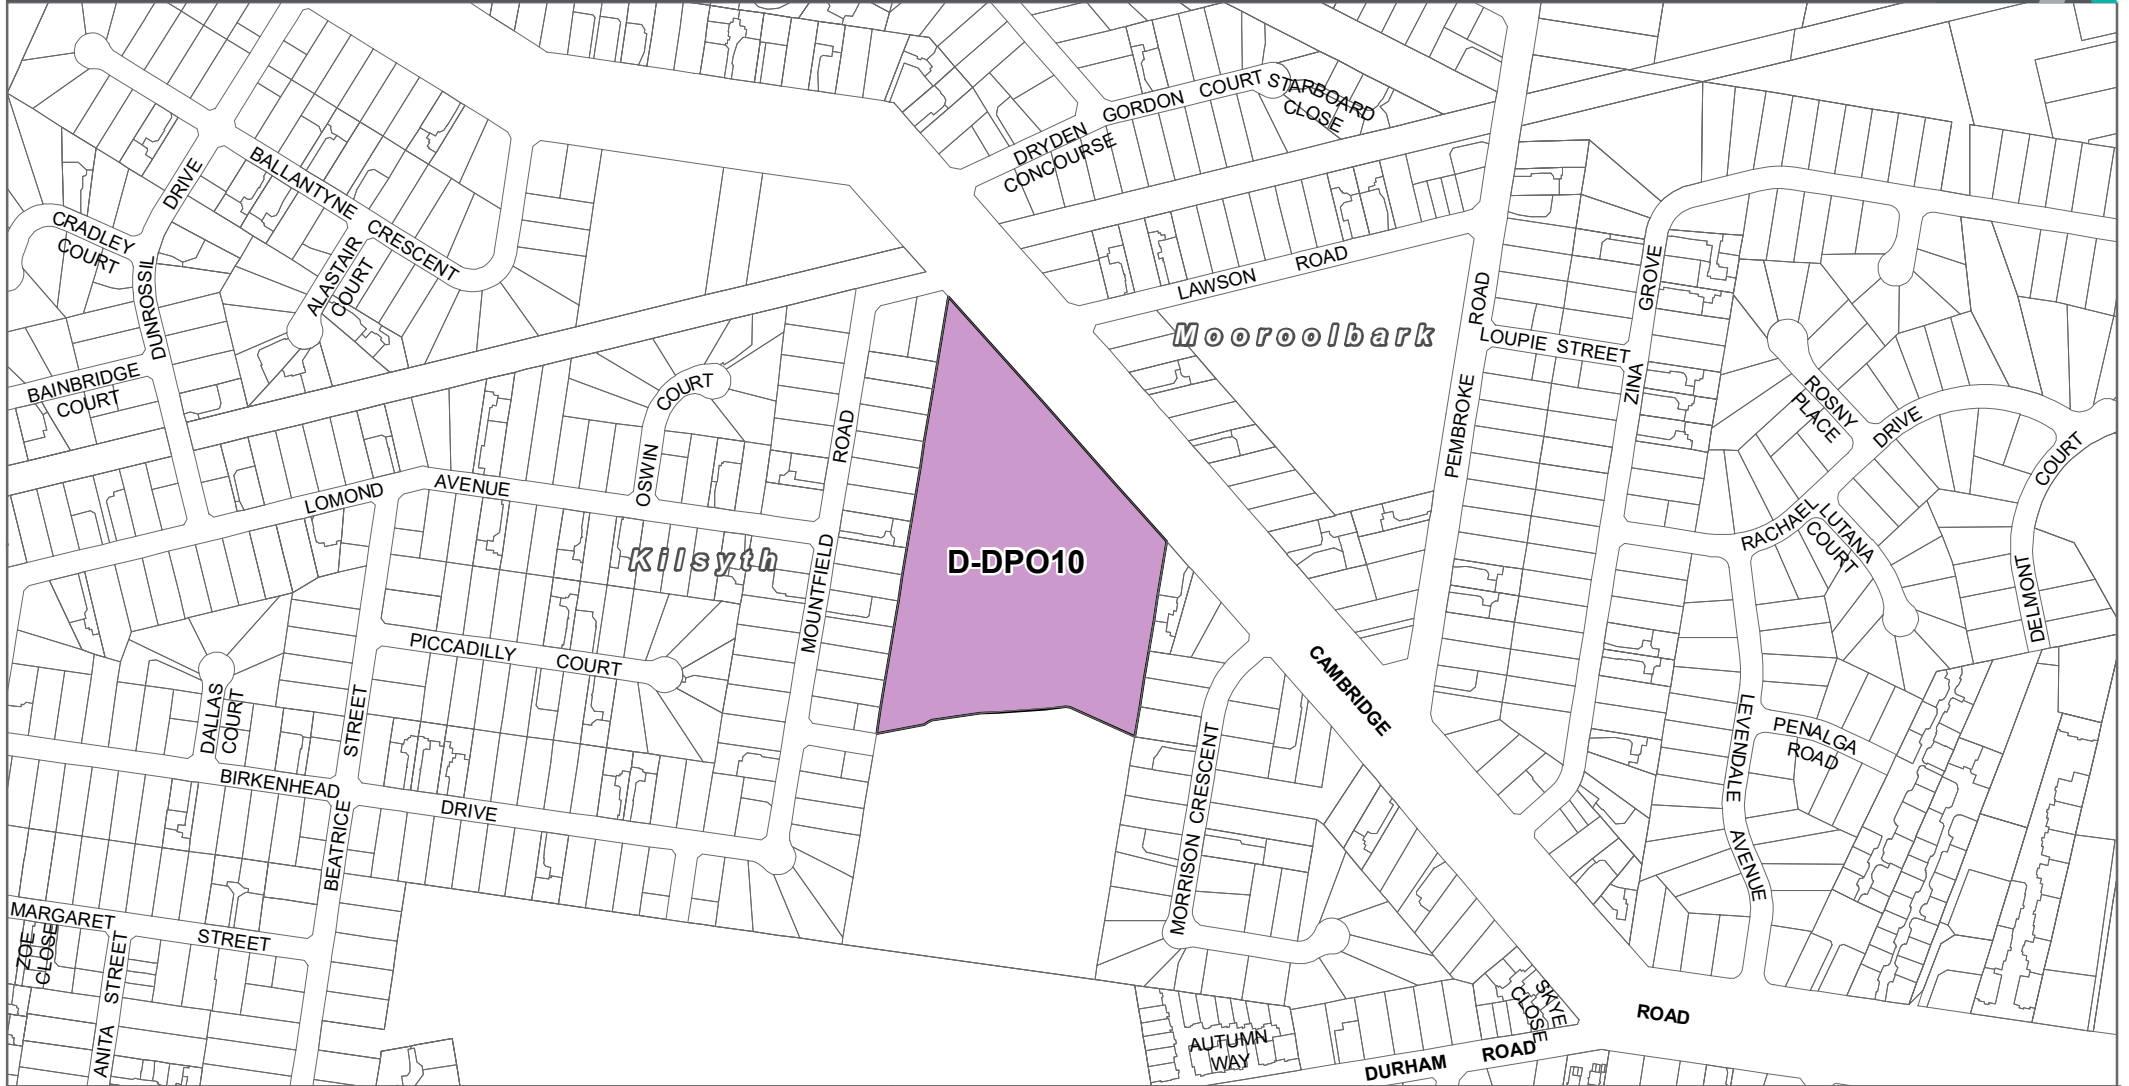 GORDON COURT
STARBOARD
CLOSE
DRYDEN
CONCOURSE
DRIVE
BALLANTYNE CRESCENT
CRADLEY
COURT
ALASTAIR
COURT
DUNROSSIL
LAWSON ROAD
ROAD
GROVE
Mooroolbark
LOUPIE STREET
BAINBRIDGE
COURT
COURT
OSWIN
ROAD
PEMBROKE
ZINA
ROSNY
PLACE
DRIVE
COURT
LOMOND
AVENUE
RACHAEL
LUTANA
COURT
Kilsyth
D-DPO10
MOUNTFIELD
DELMONT
PICCADILLY COURT
CAMBRIDGE
DALLAS
COURT
STREET
MORRISON CRESCENT
LEVENDALE
AVENUE
PENALGA
ROAD
BIRKENHEAD
DRIVE
BEATRICE
MARGARET
STREET
ZOE
CLOSE
ANITA STREET
SKYE
CLOSE
ROAD
AUTUMN
WAY
DURHAM ROAD